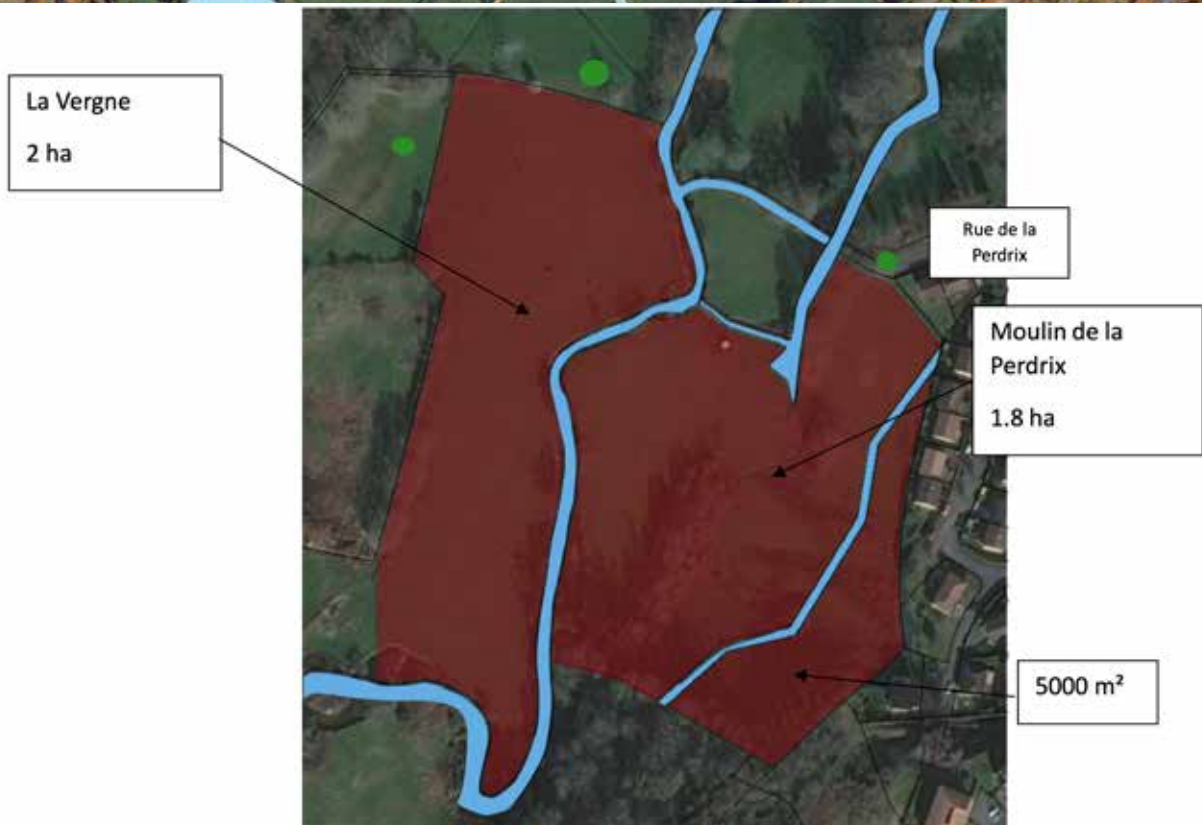 La Vergne
2 ha
Rue de la
Perdrix
Moulin de la
Perdrix
1.8 ha
5000 m²